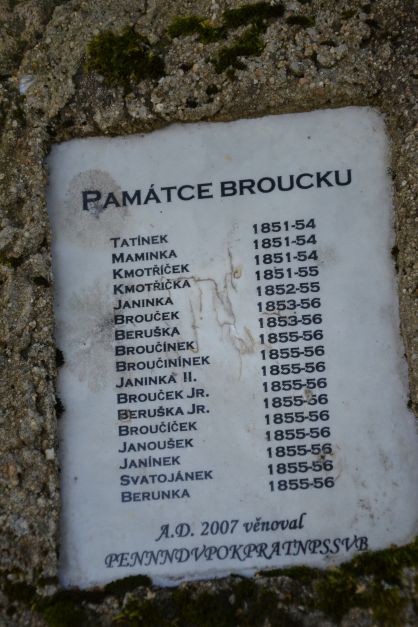 PAMÁTCE BROUCKU
TATÍNEK 1851-54
MAMINKA 1851-54
KMOTŘÍČEK 1851-54
KMOTŘIČKA 1851-55
JANINKA 1852-55
BROUČEK 1853-56
BERUŠKA 1853-56
BROUČÍNEK 1855-56
BROUČINÍNEK 1855-56
JANINKA II. 1855-56
BROUČEK JR. 1855-56
BERUŠKA JR. 1855-56
BROUČÍČEK 1855-56
JANOUŠEK 1855-56
JANÍNEK 1855-56
SVATOJÁNEK 1855-56
BERUNKA 1855-56
A.D. 2007 věnoval
PENNNDVPOKPRATNPSSVB